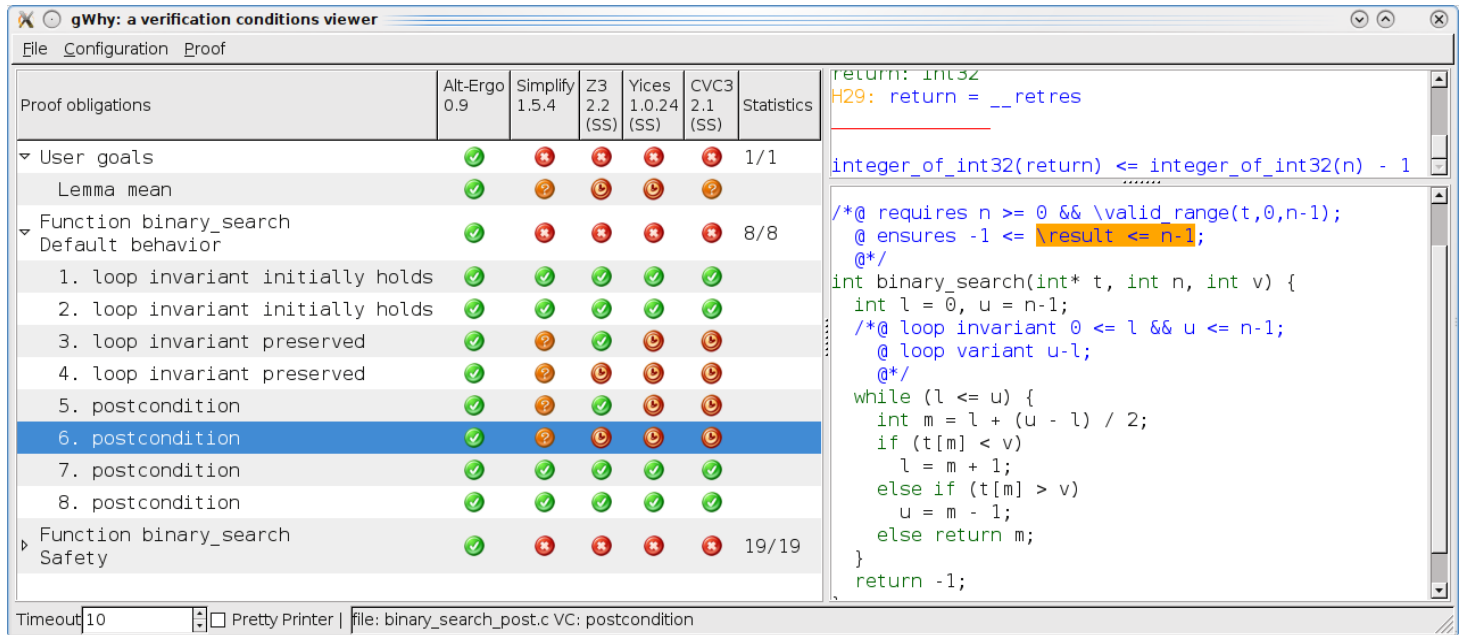 gWhy: a verification conditions viewer
File Configuration Proof
Proof obligations
Alt-Ergo 0.9
Simplify 1.5.4
Z3 2.2 (SS)
Yices 1.0.24 (SS)
CVC3 2.1 (SS)
Statistics
User goals 1/1
Lemma mean
Function binary_search
Default behavior 8/8
1. loop invariant initially holds
2. loop invariant initially holds
3. loop invariant preserved
4. loop invariant preserved
5. postcondition
6. postcondition
7. postcondition
8. postcondition
Function binary_search
Safety 19/19
return: int32
H29: return = __retres
integer_of_int32(return) <= integer_of_int32(n) - 1
/*@ requires n >= 0 && \valid_range(t,0,n-1);
@ ensures -1 <= \result <= n-1;
@*/
int binary_search(int* t, int n, int v) {
int l = 0, u = n-1;
/*@ loop invariant 0 <= l && u <= n-1;
@ loop variant u-l;
@*/
while (l <= u) {
int m = l + (u - l) / 2;
if (t[m] < v)
l = m + 1;
else if (t[m] > v)
u = m - 1;
else return m;
}
return -1;
Timeout 10
Pretty Printer |
file: binary_search_post.c VC: postcondition